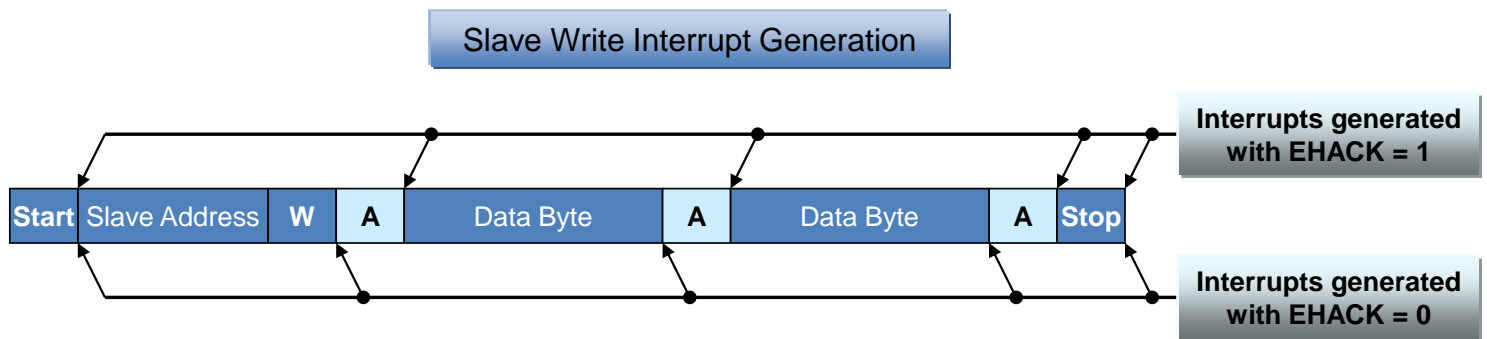 Slave Write Interrupt Generation
Interrupts generated
with EHACK = 1
Start Slave Address W A Data Byte A Data Byte A Stop
Interrupts generated
with EHACK = 0